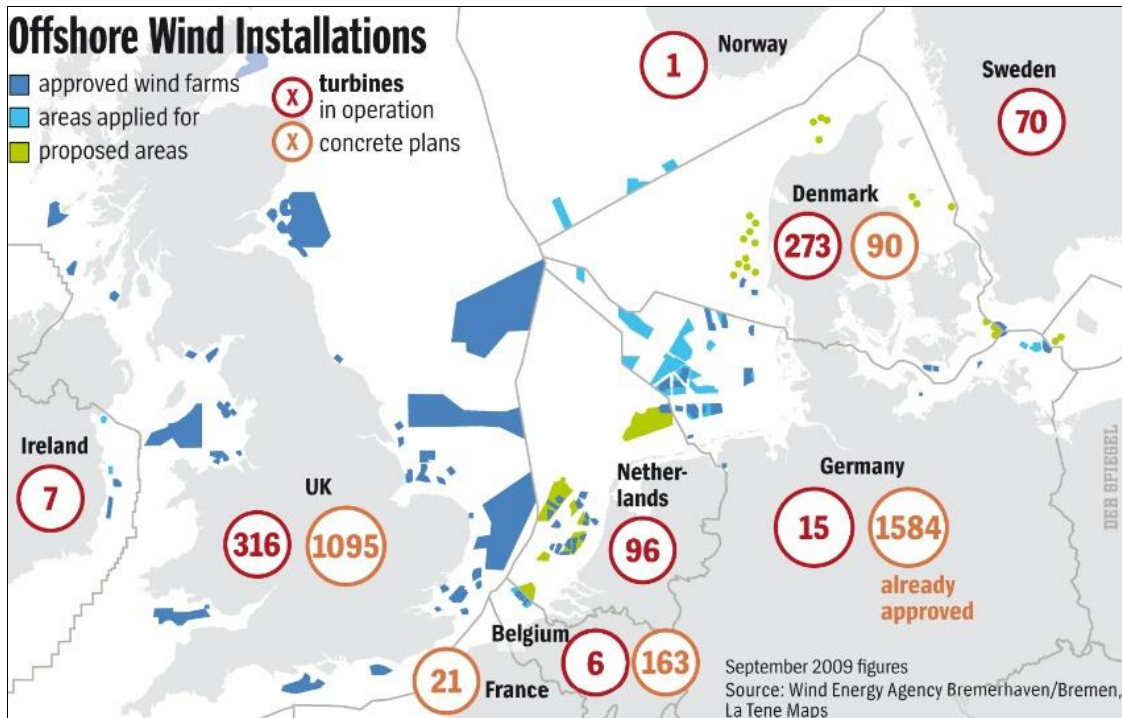 Offshore Wind Installations
approved wind farms
areas applied for
proposed areas
X turbines
in operation
X concrete plans
Norway
1
Sweden
70
Denmark
273 90
Ireland
7
UK
316 1095
Nether-
lands
96
Germany
15 1584
already
approved
Belgium
6 163
21 France
September 2009 figures
Source: Wind Energy Agency Bremerhaven/Bremen,
La Tene Maps
DER SPIEGEL